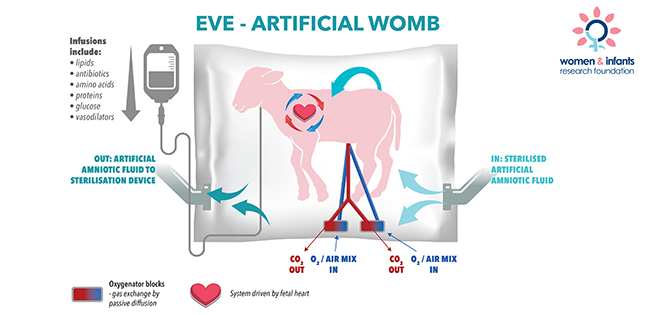 EVE - ARTIFICIAL WOMB
women & infants
research foundation
Infusions
include:
• lipids
• antibiotics
• amino acids
• proteins
• glucose
• vasodilators
OUT: ARTIFICIAL
AMNIOTIC FLUID TO
STERILISATION DEVICE
IN: STERILISED
ARTIFICIAL
AMNIOTIC FLUID
CO₂ O₂ / AIR MIX CO₂ O₂ / AIR MIX
OUT IN OUT IN
Oxygenator blocks
- gas exchange by
passive diffusion
System driven by fetal heart